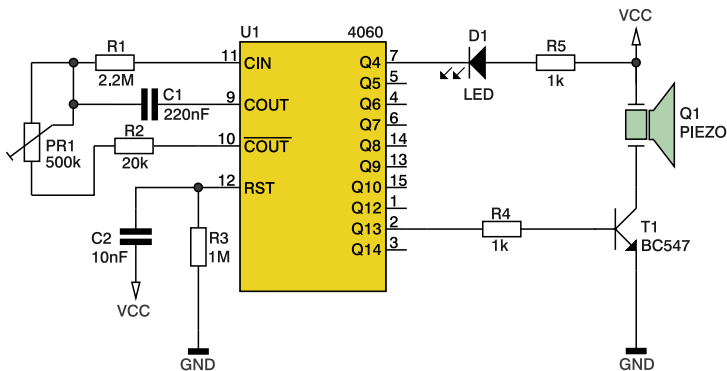 U1
4060
VCC
R1
2.2M
11
CIN
Q4
7
D1
LED
R5
1k
Q5
5
C1
220nF
9
COUT
Q6
4
Q1
PIEZO
Q7
6
PR1
500k
R2
20k
10
COUT
Q8
14
Q9
13
12
RST
Q10
15
Q12
1
C2
10nF
R3
1M
Q13
2
R4
1k
T1
BC547
Q14
3
VCC
GND
GND